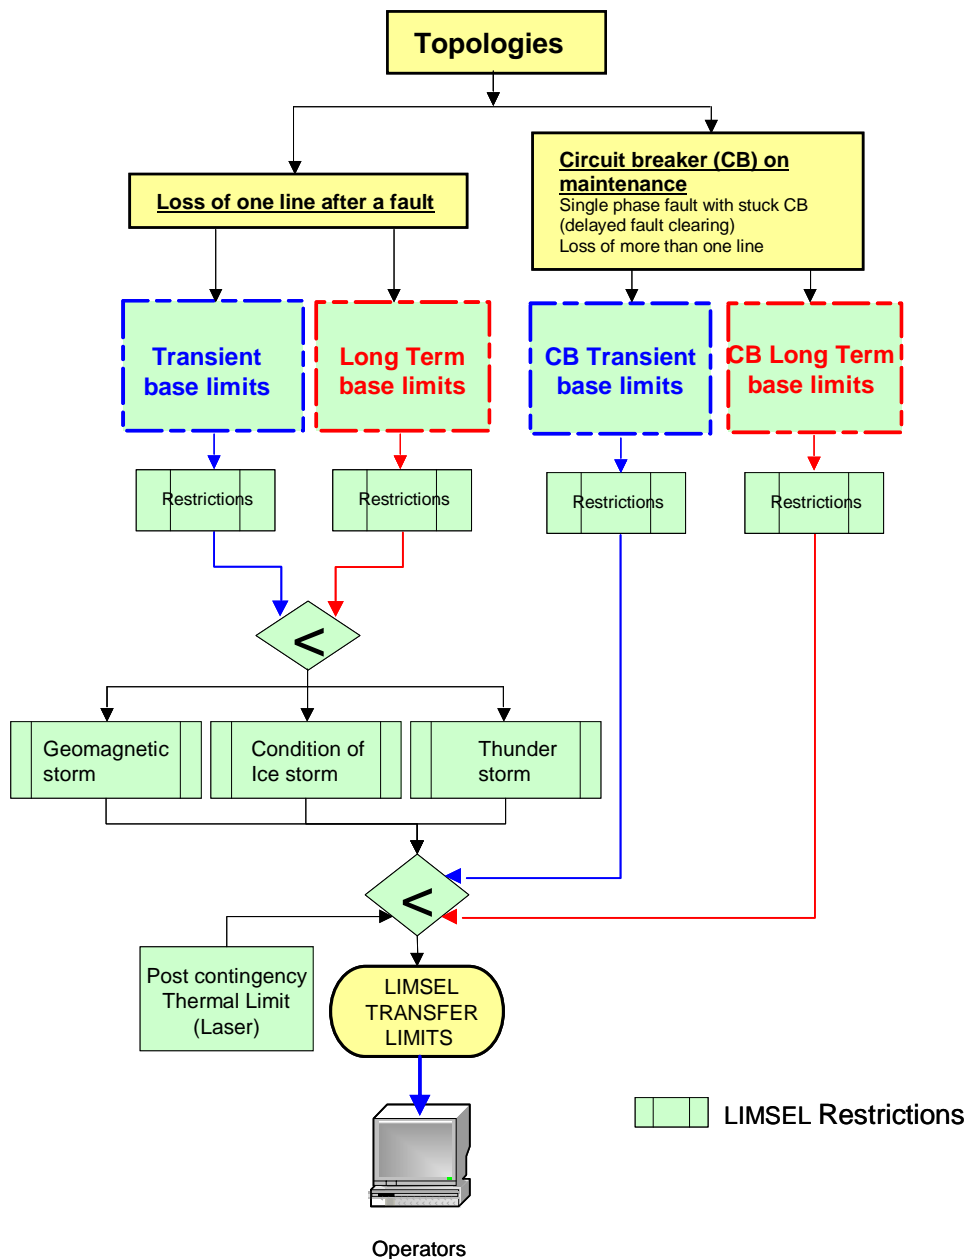 Topologies
Loss of one line after a fault
Circuit breaker (CB) on
maintenance
Single phase fault with stuck CB
(delayed fault clearing)
Loss of more than one line
Transient
base limits
Long Term
base limits
CB Transient
base limits
CB Long Term
base limits
Restrictions
Restrictions
Restrictions
Restrictions
<
Geomagnetic
storm
Condition of
Ice storm
Thunder
storm
<
Post contingency
Thermal Limit
(Laser)
LIMSEL
TRANSFER
LIMITS
LIMSEL Restrictions
Operators